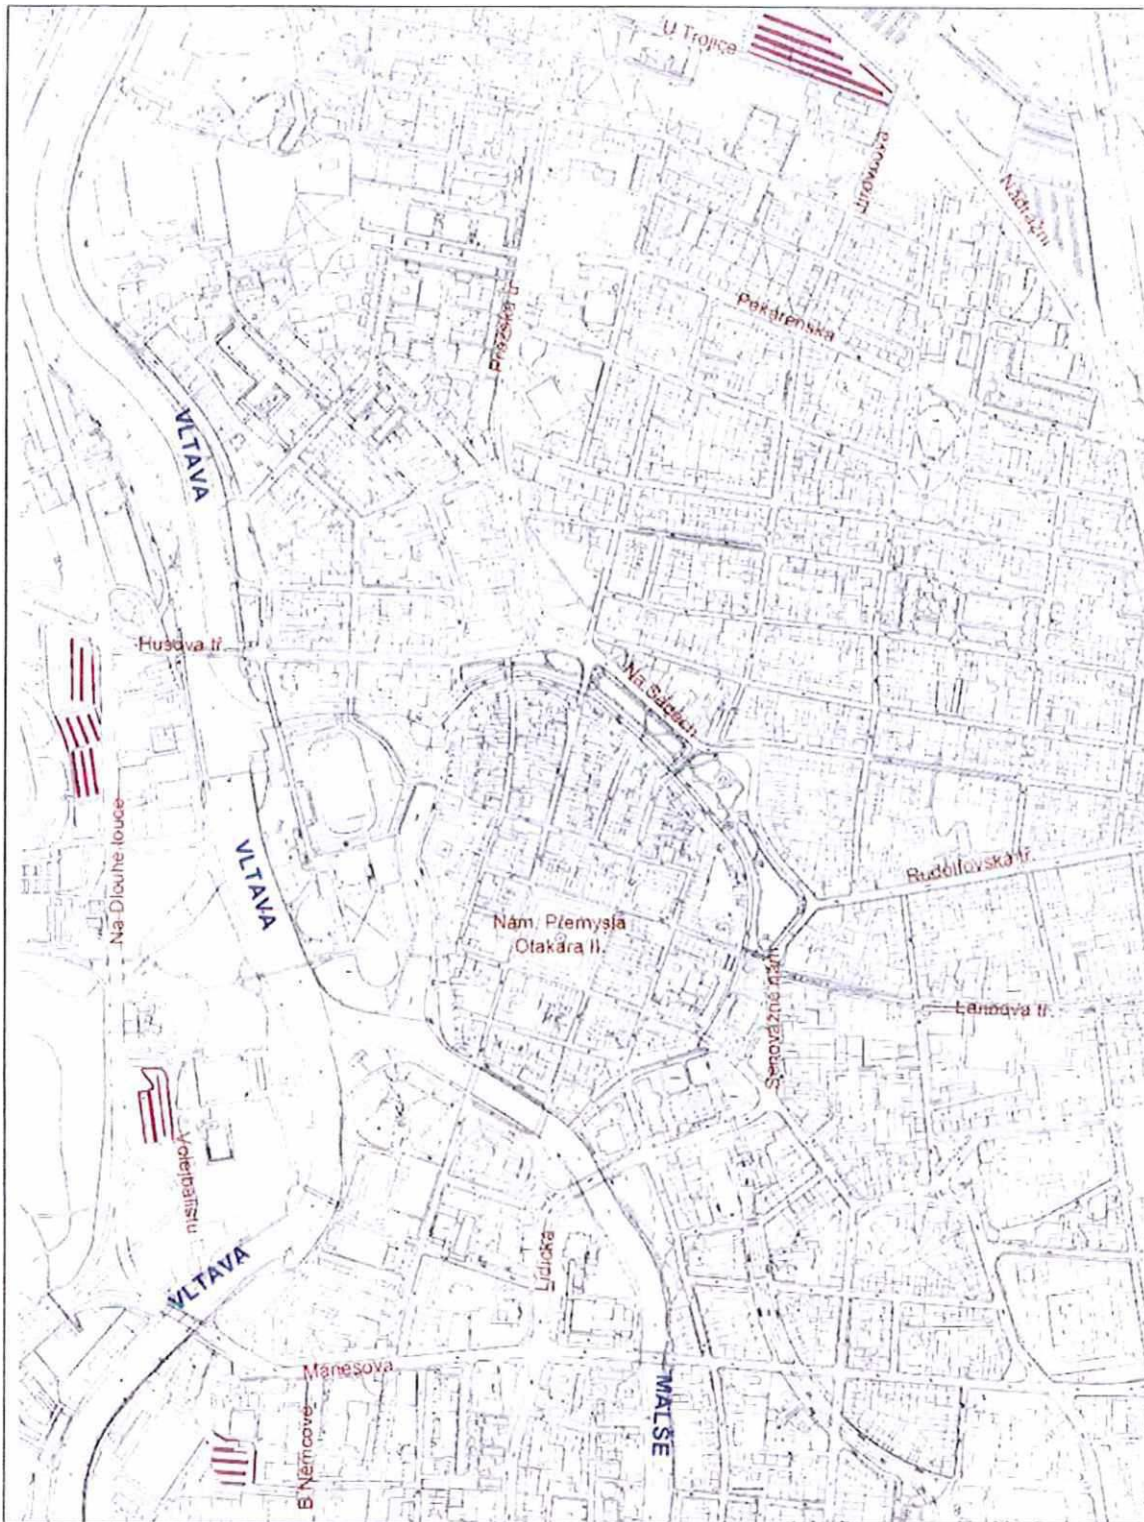 U Trojice
Jírovcova
Nádražní
Pekárenská
Pražská tř.
VLTAVA
Husova tř.
Na Sadech
Na Dlouhé louce
VLTAVA
Rudolfovská tř.
Nám. Přemysla
Otakara II.
Senovážné nám.
Lannova tř.
Volejbalistů
Lidická
VLTAVA
Mánesova
MALŠE
B Němcové